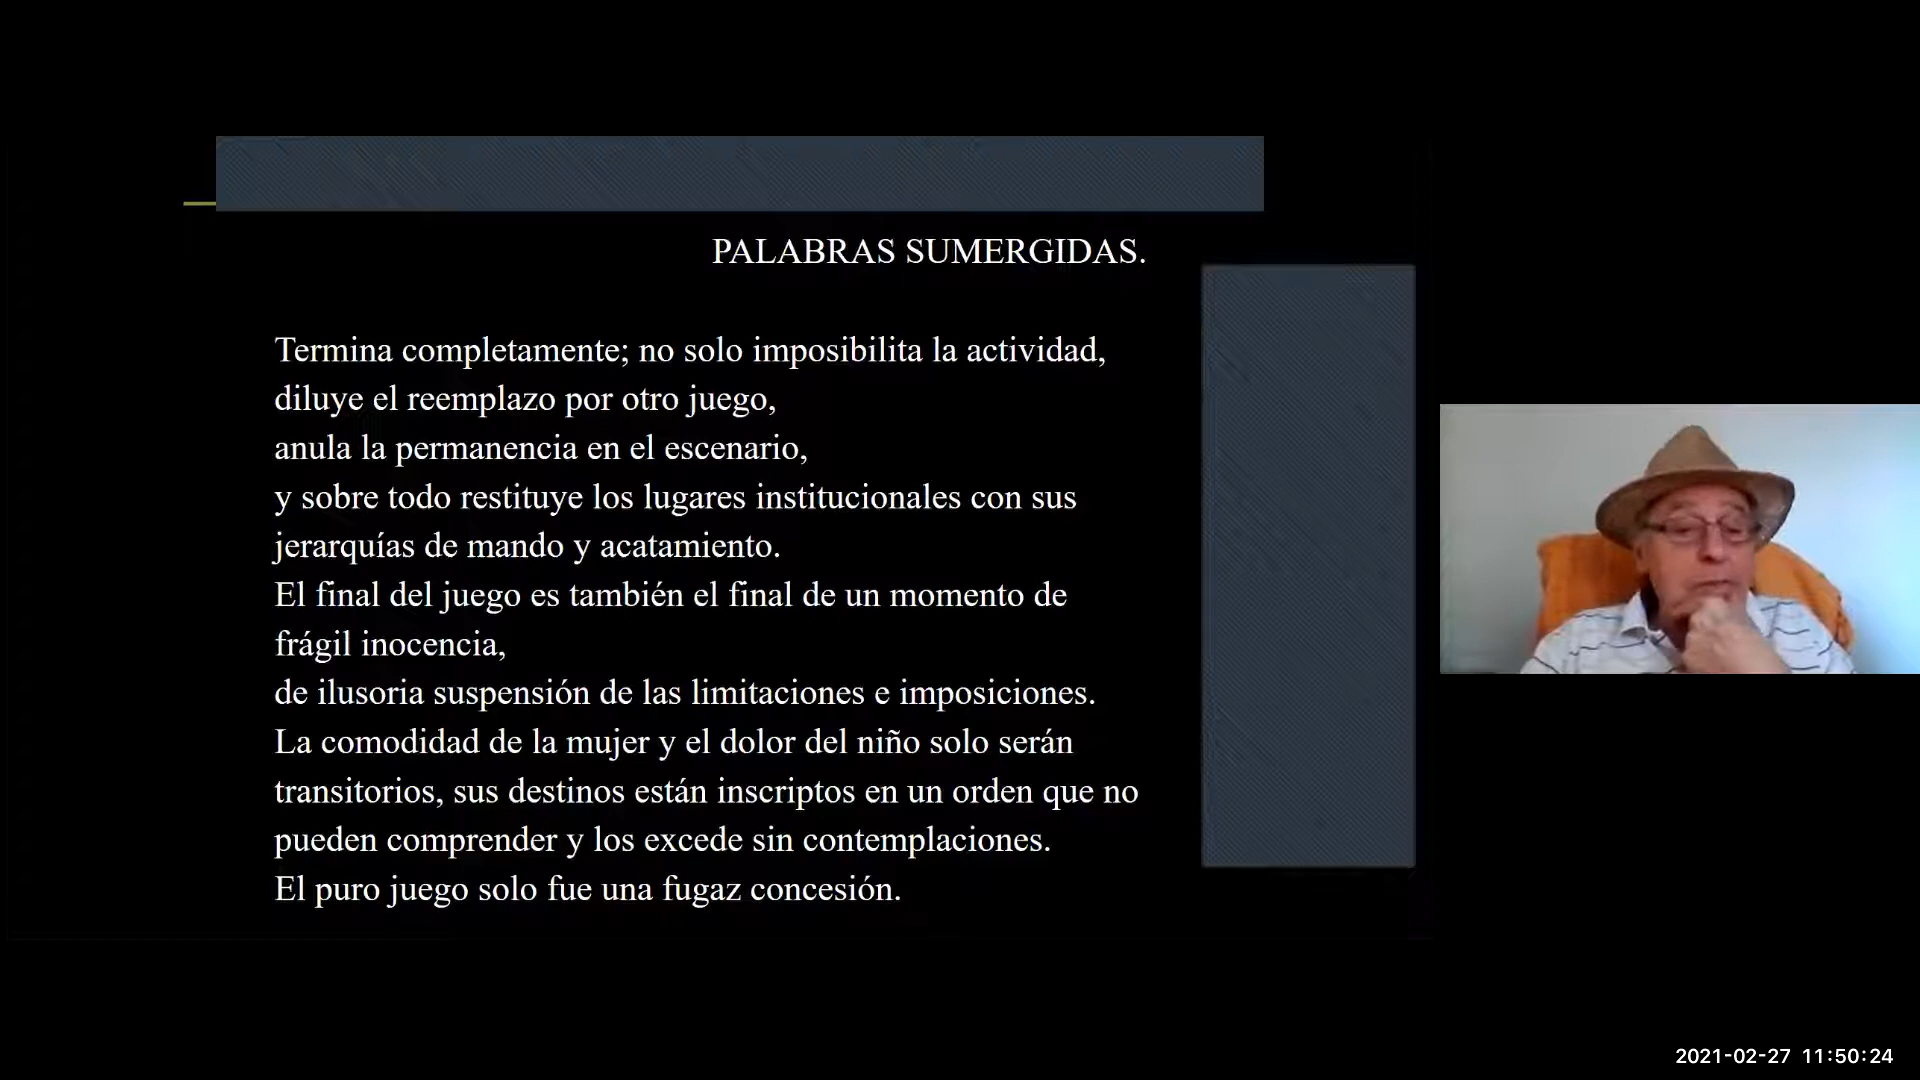 PALABRAS SUMERGIDAS.
Termina completamente; no solo imposibilita la actividad,
diluye el reemplazo por otro juego,
anula la permanencia en el escenario,
y sobre todo restituye los lugares institucionales con sus
jerarquías de mando y acatamiento.
El final del juego es también el final de un momento de
frágil inocencia,
de ilusoria suspensión de las limitaciones e imposiciones.
La comodidad de la mujer y el dolor del niño solo serán
transitorios, sus destinos están inscriptos en un orden que no
pueden comprender y los excede sin contemplaciones.
El puro juego solo fue una fugaz concesión.
2021-02-27 11:50:24